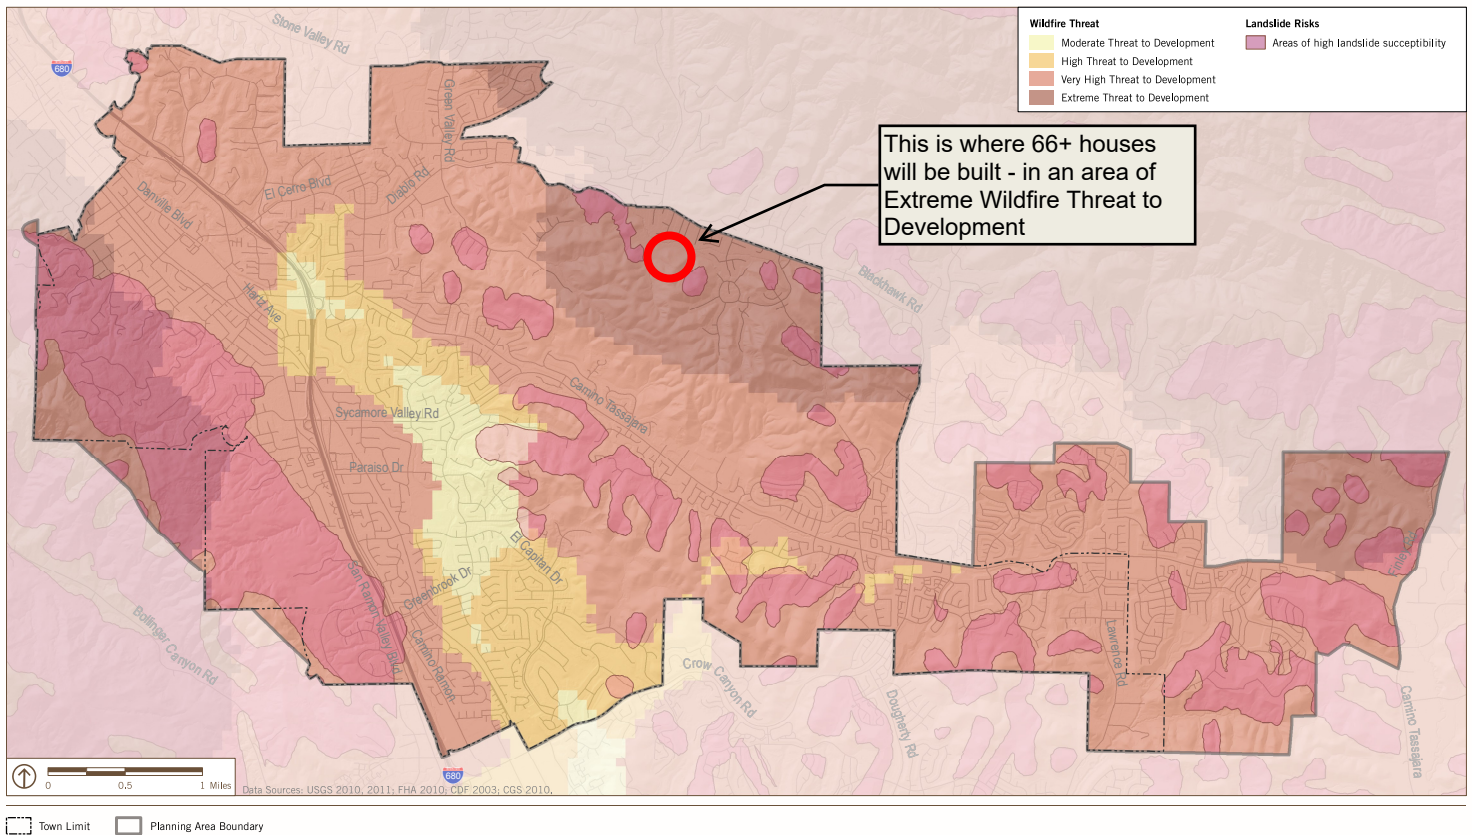 Stone Valley Rd
680
Wildfire Threat
Moderate Threat to Development
High Threat to Development
Very High Threat to Development
Extreme Threat to Development
Landslide Risks
Areas of high landslide succeptibility
This is where 66+ houses
will be built - in an area of
Extreme Wildfire Threat to
Development
Green Valley Rd
El Cerro Blvd
Diablo Rd
Danville Blvd
Hartz Ave
Blackhawk Rd
Camino Tassajara
Sycamore Valley Rd
Paraiso Dr
El Capitan Dr
Greenbrook Dr
San Ramon Valley Blvd
Camino Ramon
Bollinger Canyon Rd
Crow Canyon Rd
Dougherty Rd
Lawrence Rd
Finley Rd
Camino Tassajara
680
0
0.5
1 Miles
Data Sources: USGS 2010, 2011; FHA 2010; CDF 2003; CGS 2010,
Town Limit
Planning Area Boundary